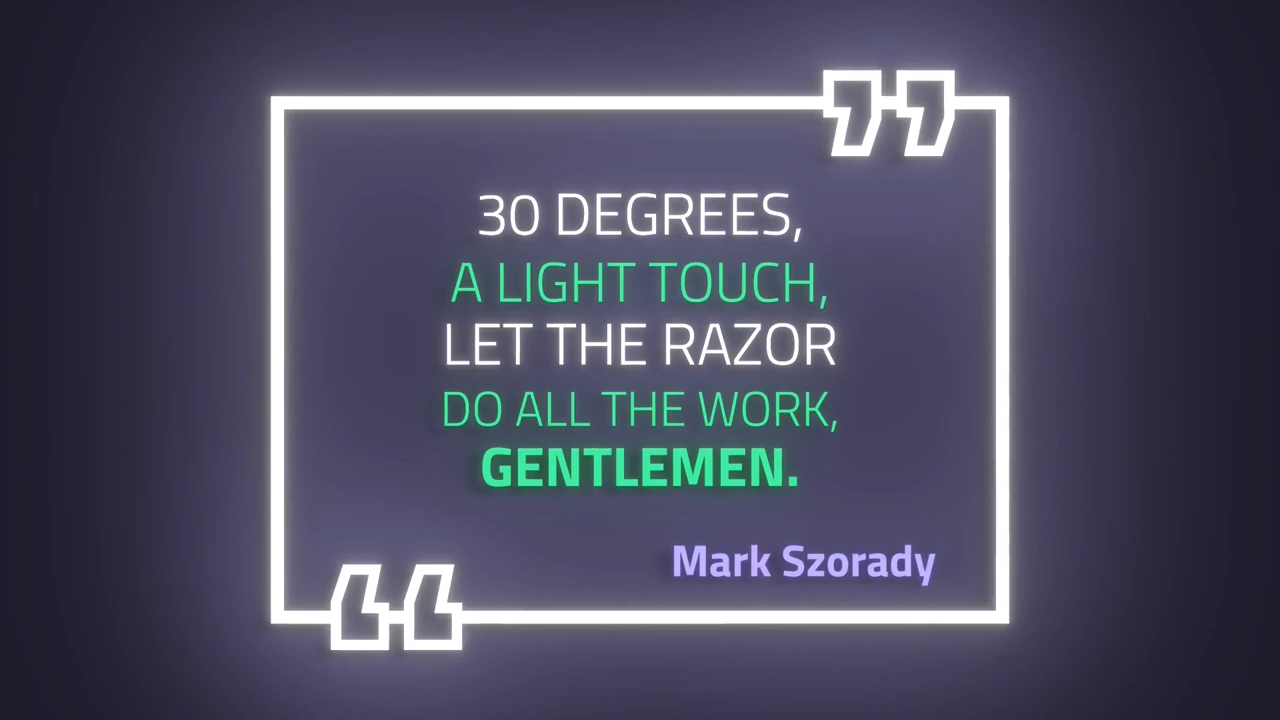 30 DEGREES,
A LIGHT TOUCH,
LET THE RAZOR
DO ALL THE WORK,
GENTLEMEN.
Mark Szorady